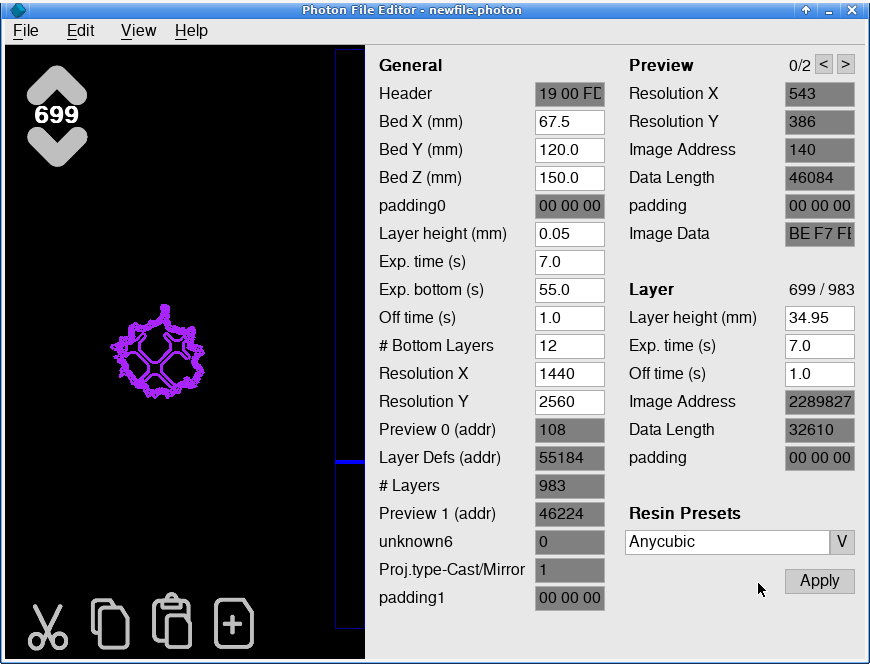 Photon File Editor - newfile.photon
File Edit View Help
699
General
Header 19 00 FD
Bed X (mm) 67.5
Bed Y (mm) 120.0
Bed Z (mm) 150.0
padding0 00 00 00
Layer height (mm) 0.05
Exp. time (s) 7.0
Exp. bottom (s) 55.0
Off time (s) 1.0
# Bottom Layers 12
Resolution X 1440
Resolution Y 2560
Preview 0 (addr) 108
Layer Defs (addr) 55184
# Layers 983
Preview 1 (addr) 46224
unknown6 0
Proj.type-Cast/Mirror 1
padding1 00 00 00
Preview 0/2 < >
Resolution X 543
Resolution Y 386
Image Address 140
Data Length 46084
padding 00 00 00
Image Data BE F7 FE
Layer 699 / 983
Layer height (mm) 34.95
Exp. time (s) 7.0
Off time (s) 1.0
Image Address 2289827
Data Length 32610
padding 00 00 00
Resin Presets
Anycubic V
Apply